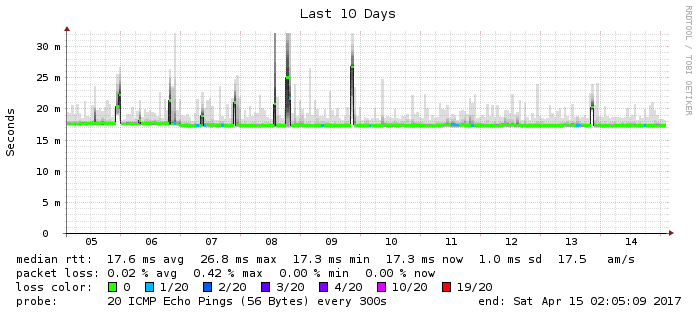 Last 10 Days
RRDTOOL / TOBI OETIKER
Seconds
30 m
25 m
20 m
15 m
10 m
5 m
0
05 06 07 08 09 10 11 12 13 14
median rtt: 17.6 ms avg 26.8 ms max 17.3 ms min 17.3 ms now 1.0 ms sd 17.5 am/s
packet loss: 0.02 % avg 0.42 % max 0.00 % min 0.00 % now
loss color: 0 1/20 2/20 3/20 4/20 10/20 19/20
probe: 20 ICMP Echo Pings (56 Bytes) every 300s end: Sat Apr 15 02:05:09 2017